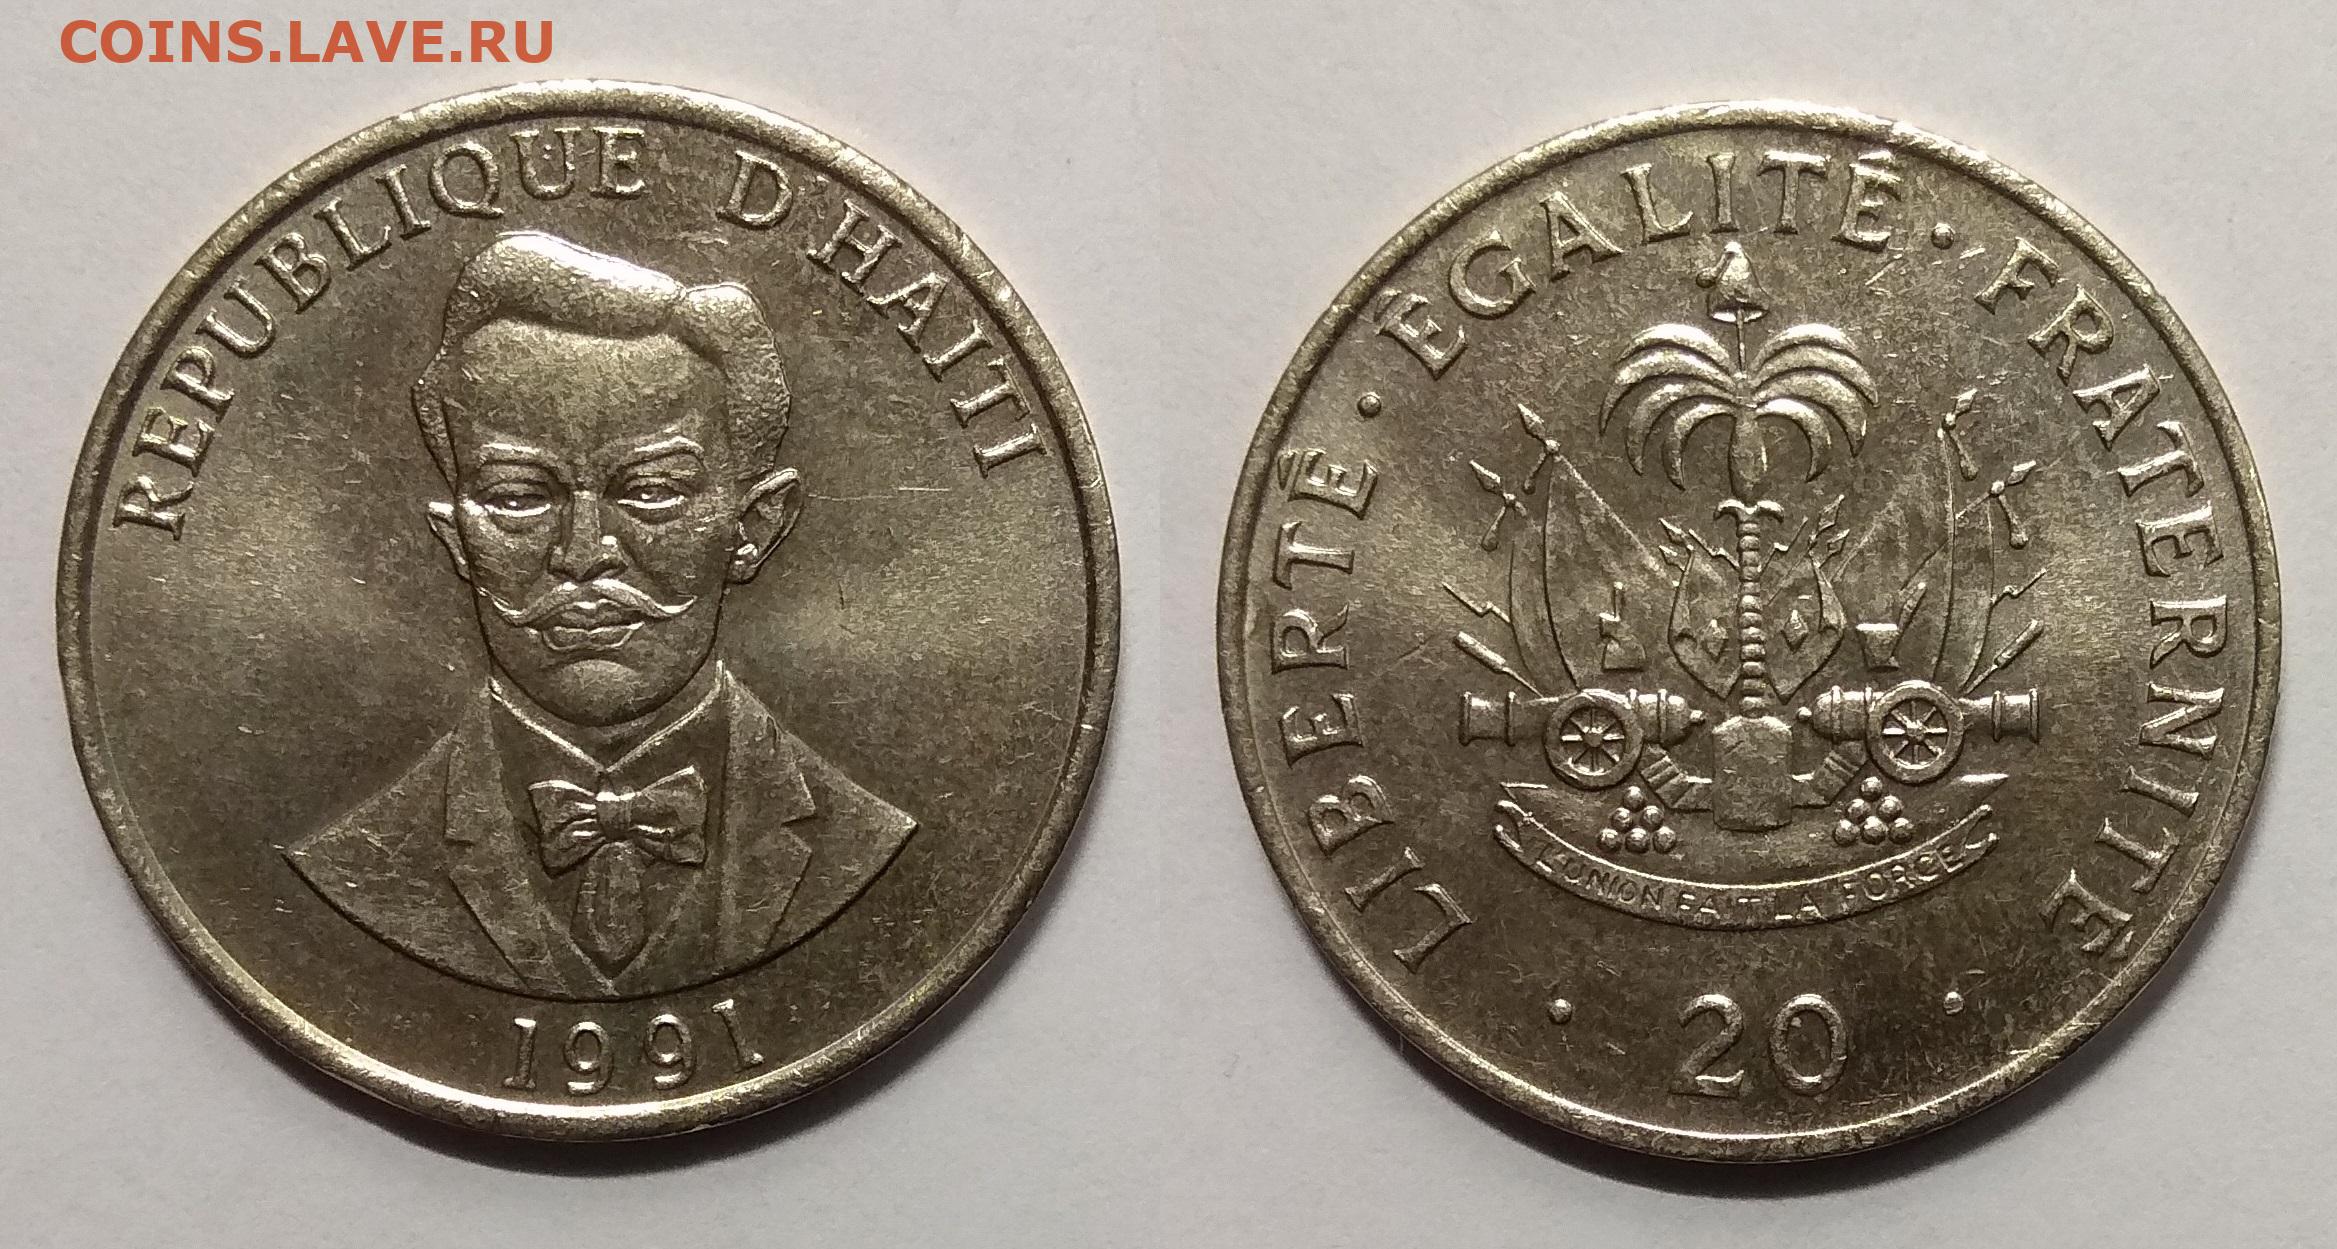 COINS.LAVE.RU
REPUBLIQUE D'HAITI
1991
LIBERTÉ · ÉGALITÉ · FRATERNITÉ
L'UNION FAIT LA FORCE
· 20 ·